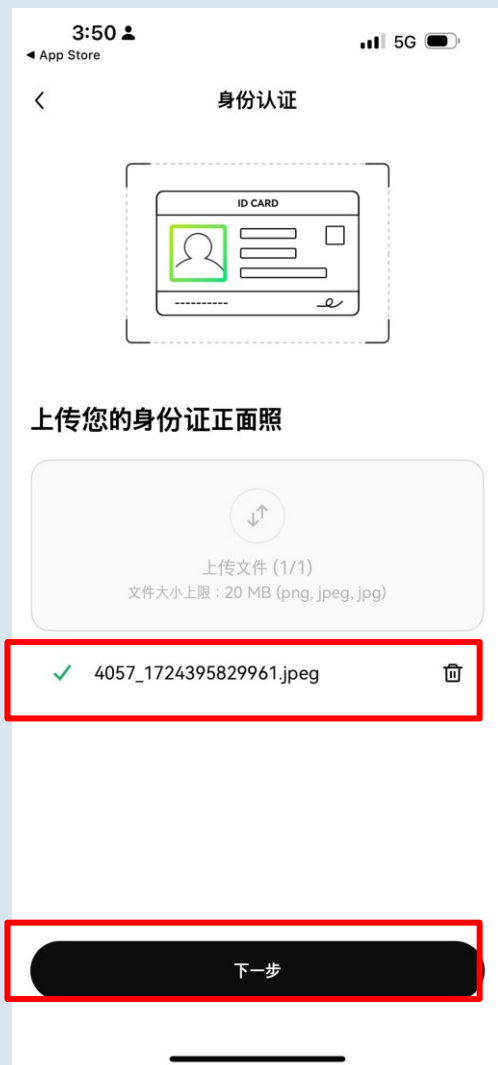 3:50
5G
◀ App Store
身份认证
ID CARD
上传您的身份证正面照
上传文件 (1/1)
文件大小上限：20 MB (png, jpeg, jpg)
4057_1724395829961.jpeg
下一步